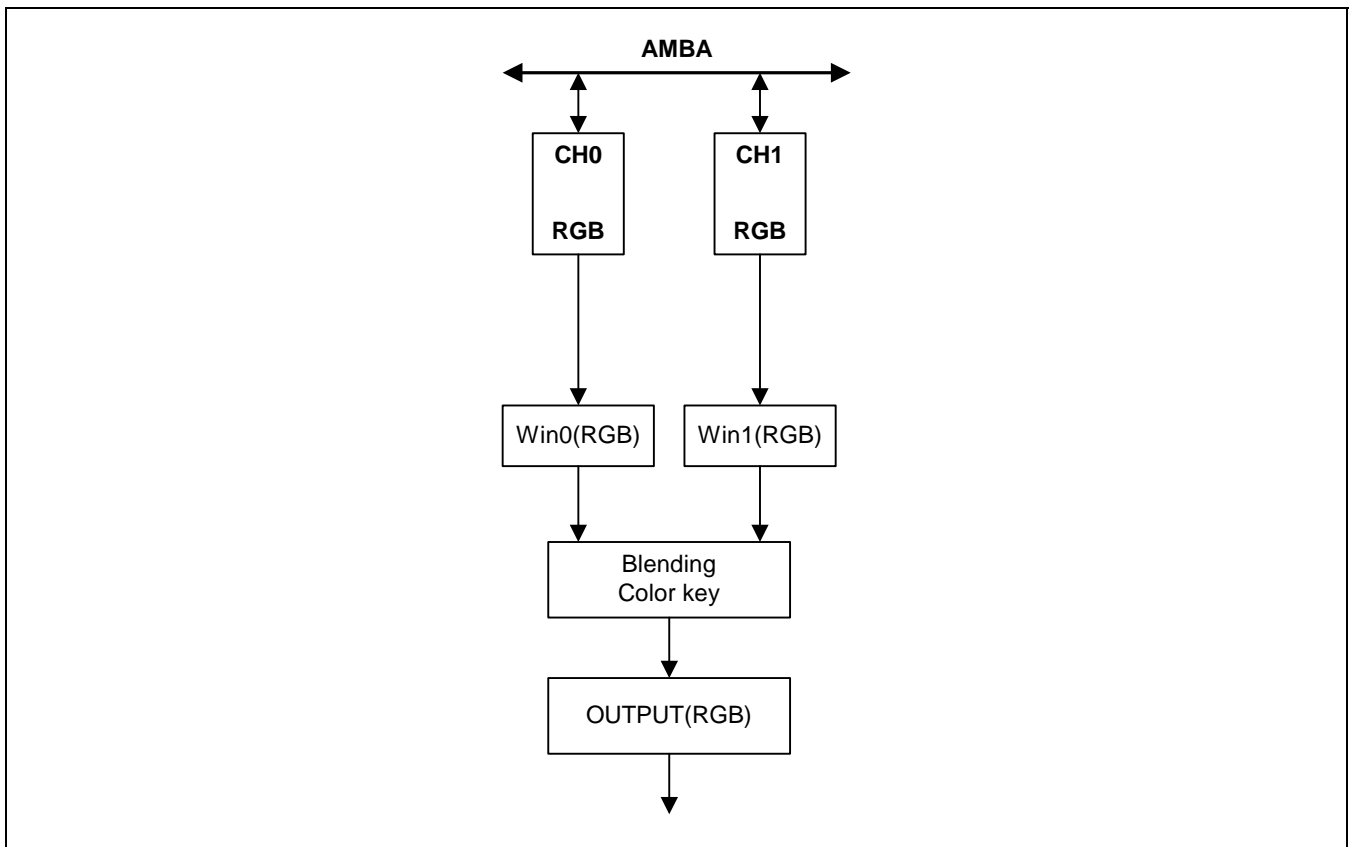 AMBA
CH0
RGB
CH1
RGB
Win0(RGB)
Win1(RGB)
Blending
Color key
OUTPUT(RGB)